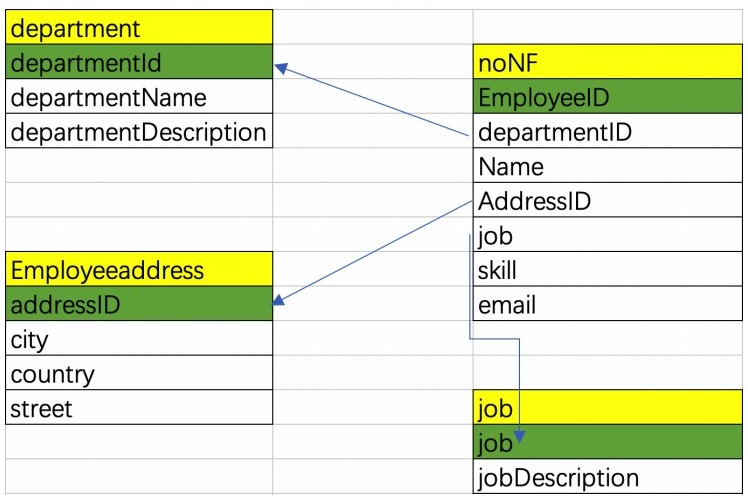 department
departmentId
departmentName
departmentDescription
noNF
EmployeeID
departmentID
Name
AddressID
job
skill
email
Employeeaddress
addressID
city
country
street
job
job
jobDescription